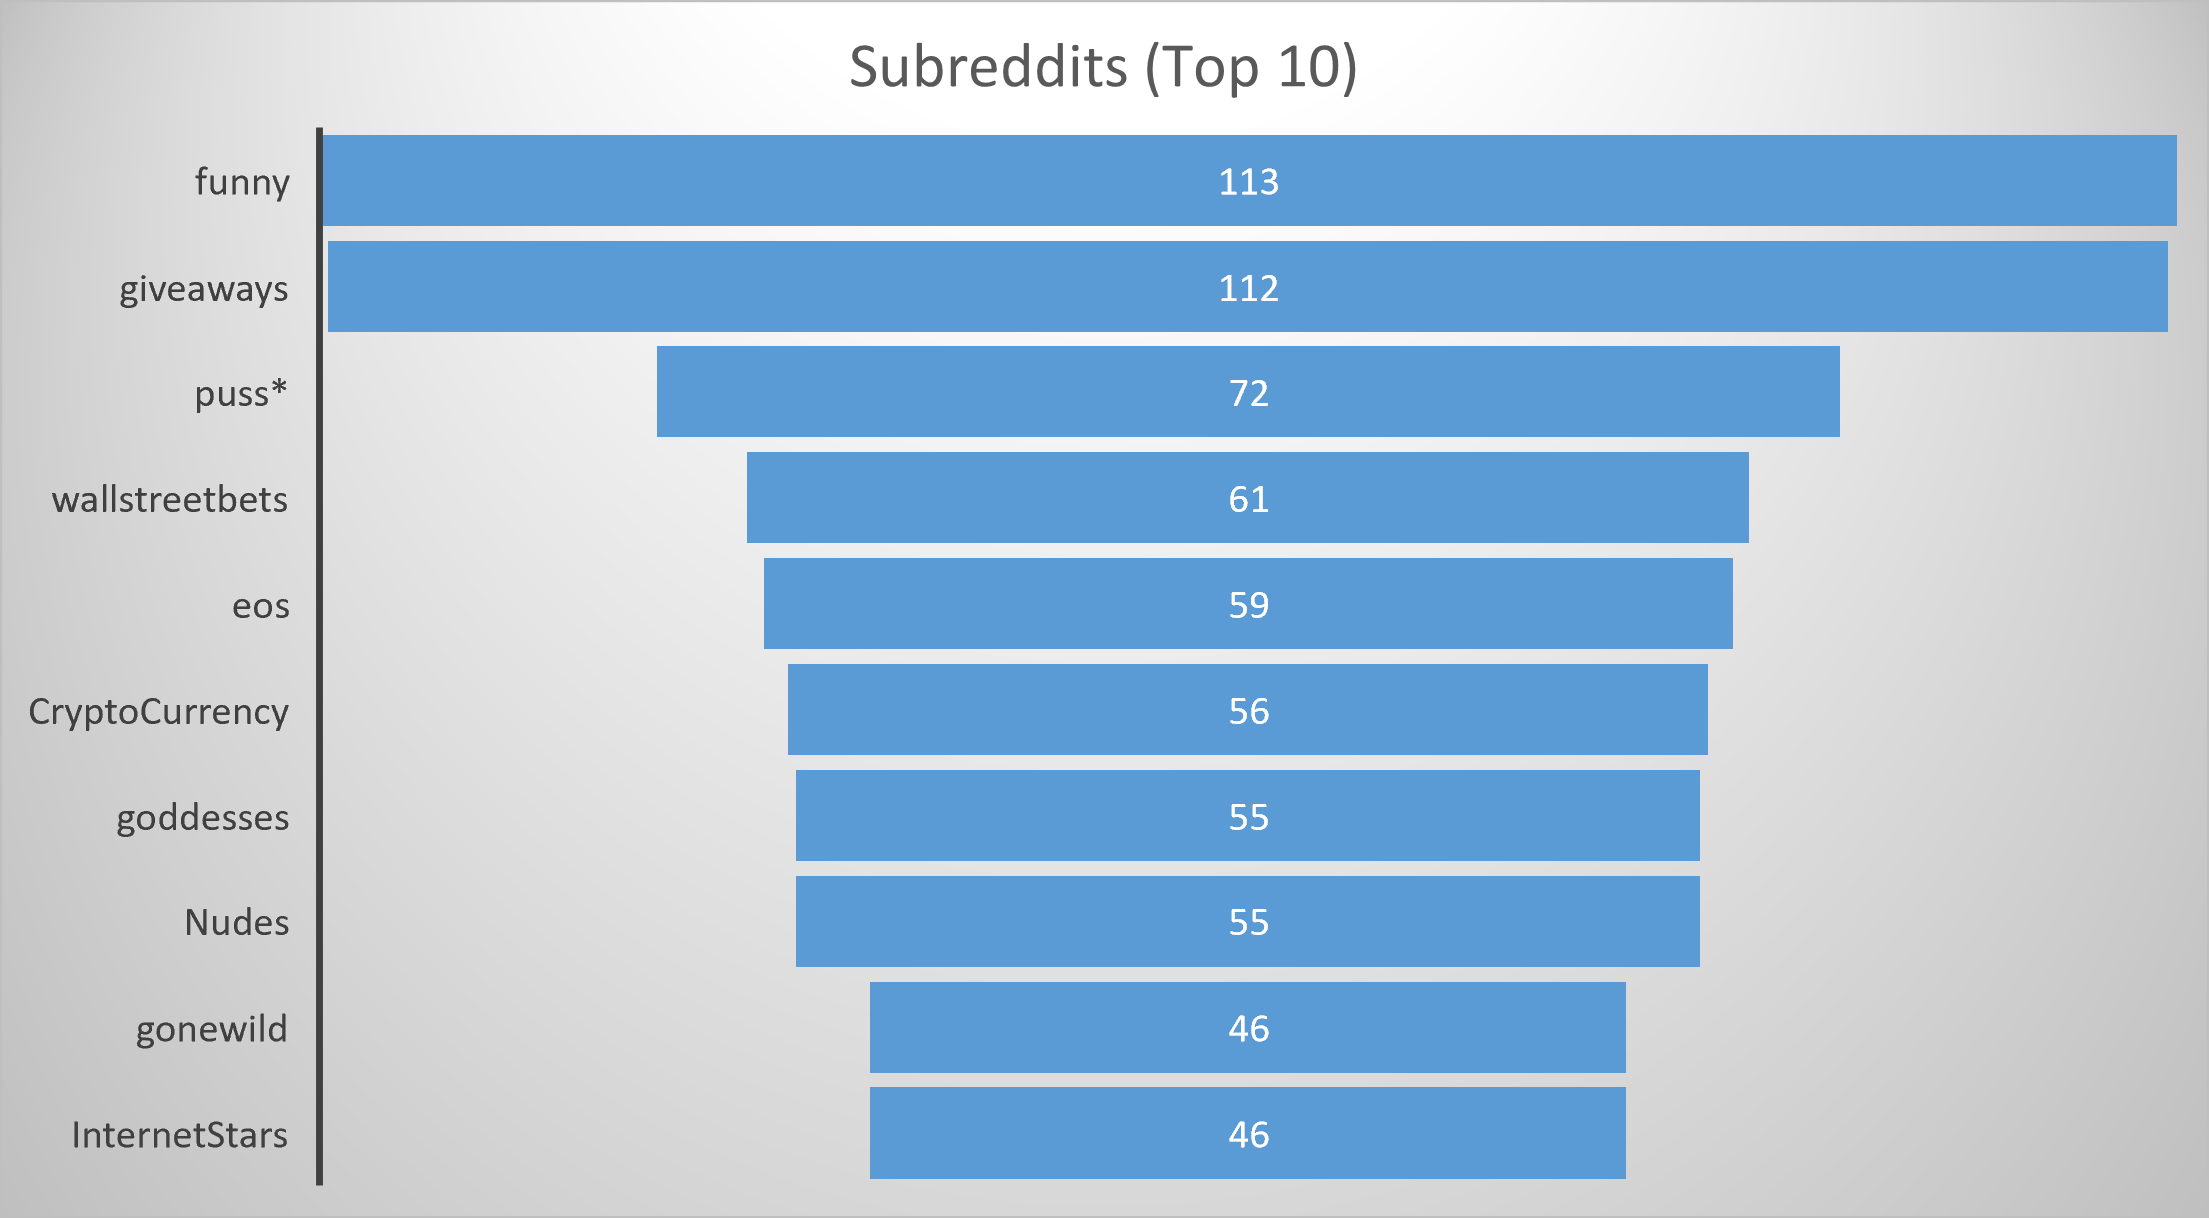 Subreddits (Top 10)
funny 113
giveaways 112
puss* 72
wallstreetbets 61
eos 59
CryptoCurrency 56
goddesses 55
Nudes 55
gonewild 46
InternetStars 46